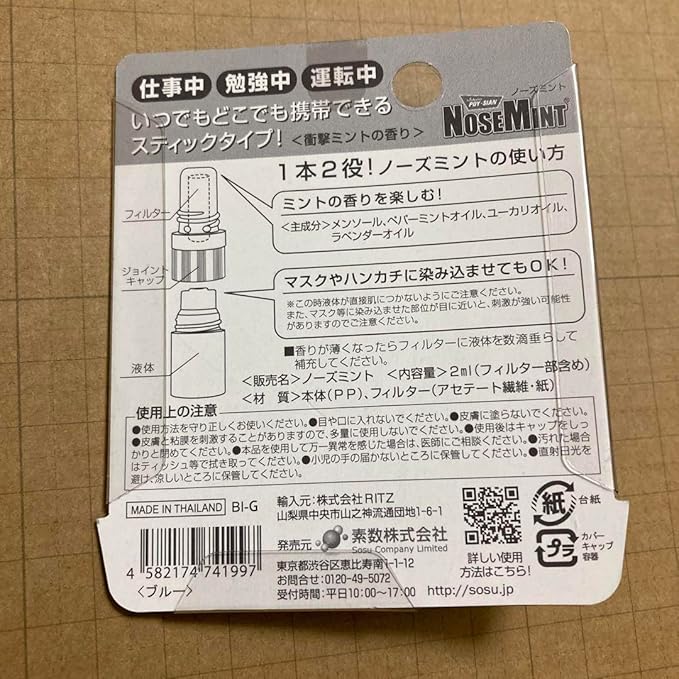 仕事中 勉強中 運転中
いつでもどこでも携帯できる
スティックタイプ! <衝撃ミントの香り>
POY-SIAN
ノーズミント
NOSEMINT®
1本2役!ノーズミントの使い方
フィルター
ジョイント
キャップ
液体
ミントの香りを楽しむ!
<主成分>メンソール、ペパーミントオイル、ユーカリオイル、
ラベンダーオイル
マスクやハンカチに染み込ませてもOK!
※この時液体が直接肌につかないようにご注意ください。
また、マスク等に染み込ませた部位が目に近いと、刺激が強い可能性
がありますのでご注意ください。
■香りが薄くなったらフィルターに液体を数滴垂らして
補充してください。
<販売名>ノーズミント <内容量>2ml(フィルター部含め)
<材 質>本体(PP)、フィルター(アセテート繊維・紙)
使用上の注意
●使用方法を守り正しくお使いください。●目や口に入れないでください。●皮膚に塗らないでください。
●皮膚と粘膜を刺激することがありますので、多量に使用しないでください。●使用後はキャップをしっ
かりと閉めてください。●本品を使用して万一異常を感じた場合は、医師にご相談ください。●汚れた場合
はティッシュ等で拭き取ってください。●小児の手の届かないところに保管してください。●直射日光を
避け、涼しいところに保管してください。
MADE IN THAILAND BI-G
4 582174 741997
<ブルー>
輸入元:株式会社RITZ
山梨県中央市山之神流通団地1-6-1
発売元 素数株式会社
Sosu Company Limited
東京都渋谷区恵比寿南1-1-12
お問合せ:0120-49-5072
受付時間:平日10:00~17:00
詳しい使用
方法はこちら!
http://sosu.jp
紙
台紙
プラ
カバー
キャップ
容器